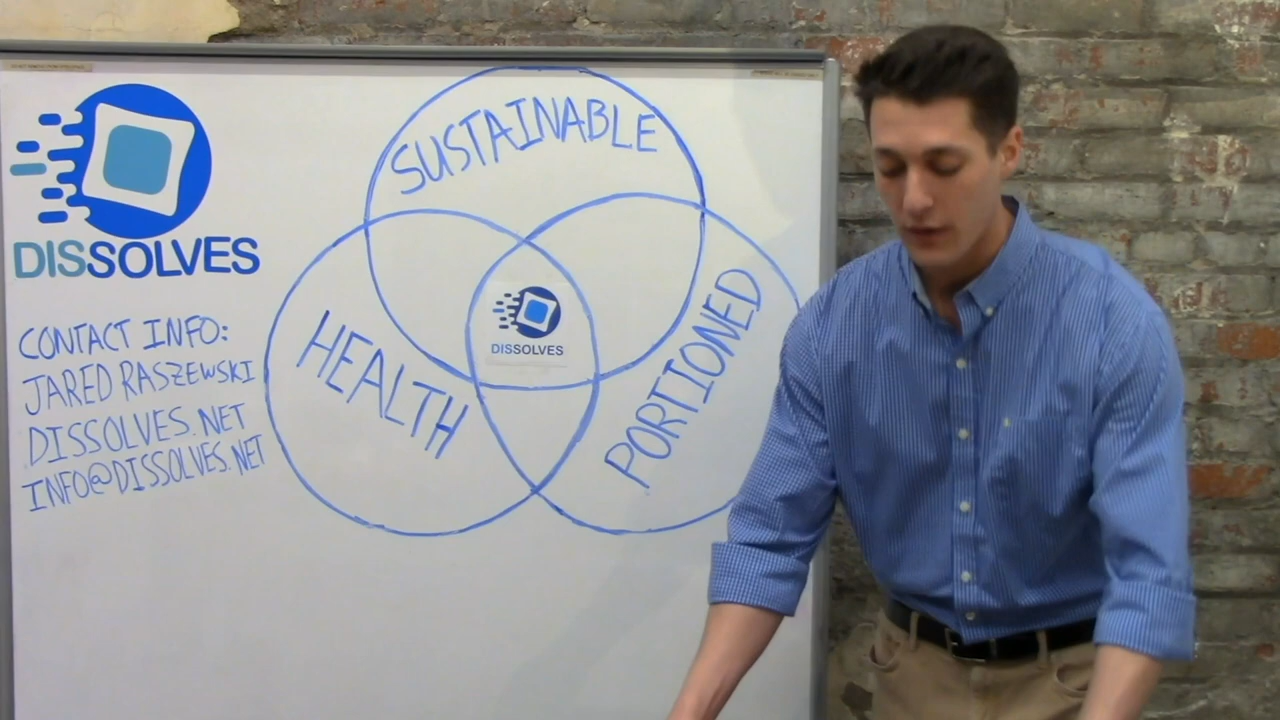 DISSOLVES
CONTACT INFO:
JARED RASZEWSKI
DISSOLVES.NET
INFO@DISSOLVES.NET
SUSTAINABLE
HEALTH
PORTIONED
DISSOLVES